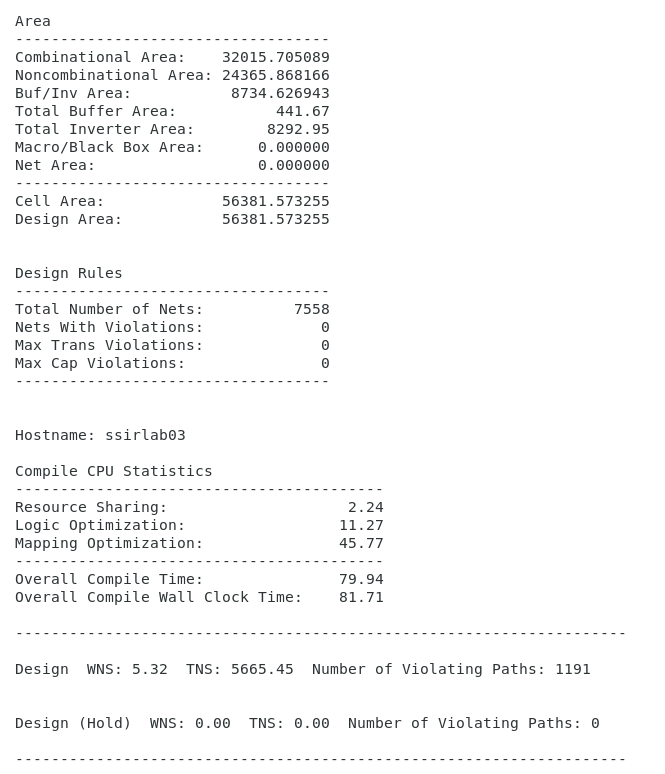 Area
-----------------------------------
Combinational Area:    32015.705089
Noncombinational Area: 24365.868166
Buf/Inv Area:           8734.626943
Total Buffer Area:           441.67
Total Inverter Area:        8292.95
Macro/Black Box Area:      0.000000
Net Area:                  0.000000
-----------------------------------
Cell Area:             56381.573255
Design Area:           56381.573255
Design Rules
-----------------------------------
Total Number of Nets:          7558
Nets With Violations:             0
Max Trans Violations:             0
Max Cap Violations:               0
-----------------------------------
Hostname: ssirlab03
Compile CPU Statistics
-----------------------------------------
Resource Sharing:                    2.24
Logic Optimization:                 11.27
Mapping Optimization:               45.77
-----------------------------------------
Overall Compile Time:               79.94
Overall Compile Wall Clock Time:    81.71
--------------------------------------------------------------------
Design  WNS: 5.32  TNS: 5665.45  Number of Violating Paths: 1191
Design (Hold)  WNS: 0.00  TNS: 0.00  Number of Violating Paths: 0
--------------------------------------------------------------------